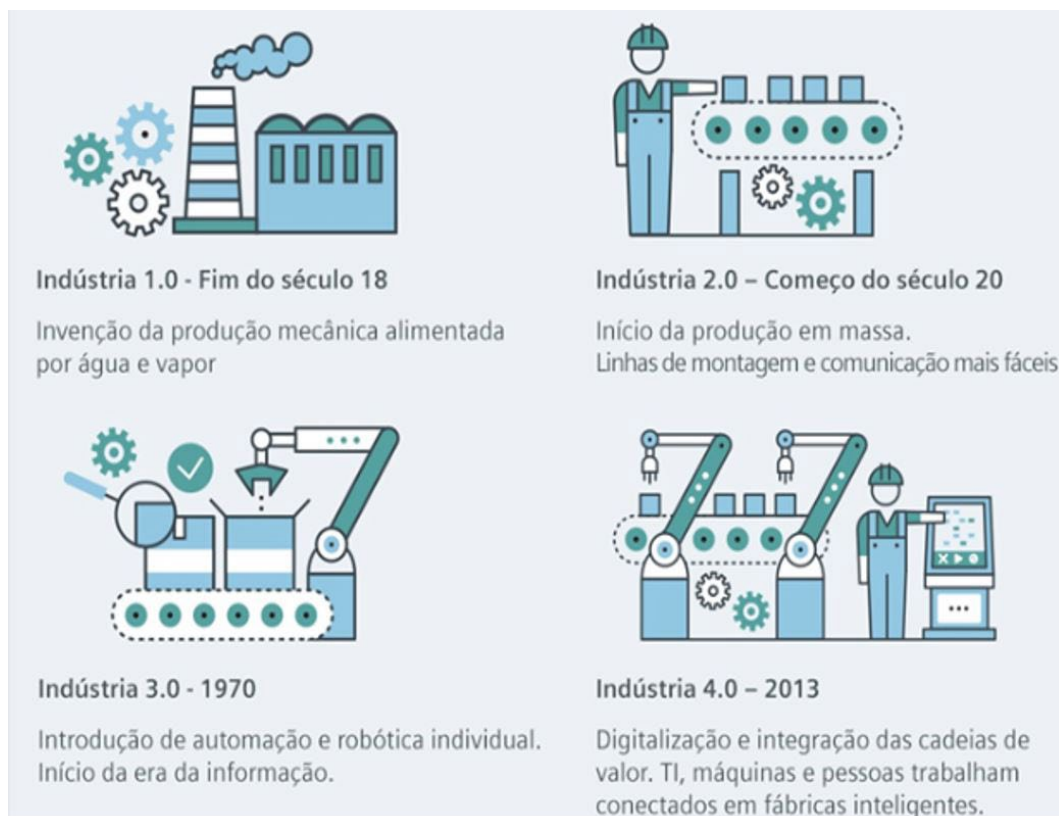 Indústria 1.0 - Fim do século 18
Invenção da produção mecânica alimentada
por água e vapor
Indústria 2.0 – Começo do século 20
Início da produção em massa.
Linhas de montagem e comunicação mais fáceis
Indústria 3.0 - 1970
Introdução de automação e robótica individual.
Início da era da informação.
Indústria 4.0 – 2013
Digitalização e integração das cadeias de
valor. TI, máquinas e pessoas trabalham
conectados em fábricas inteligentes.